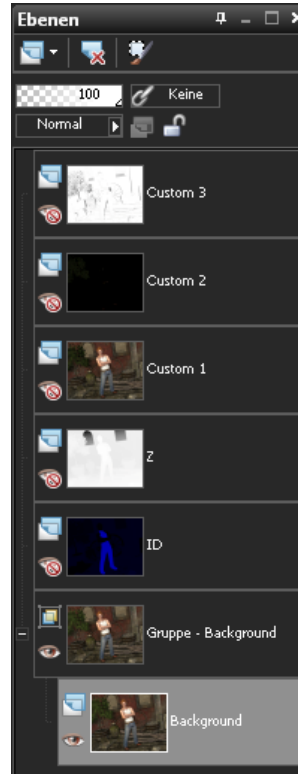 Ebenen
100
Keine
Normal
Custom 3
Custom 2
Custom 1
Z
ID
Gruppe - Background
Background